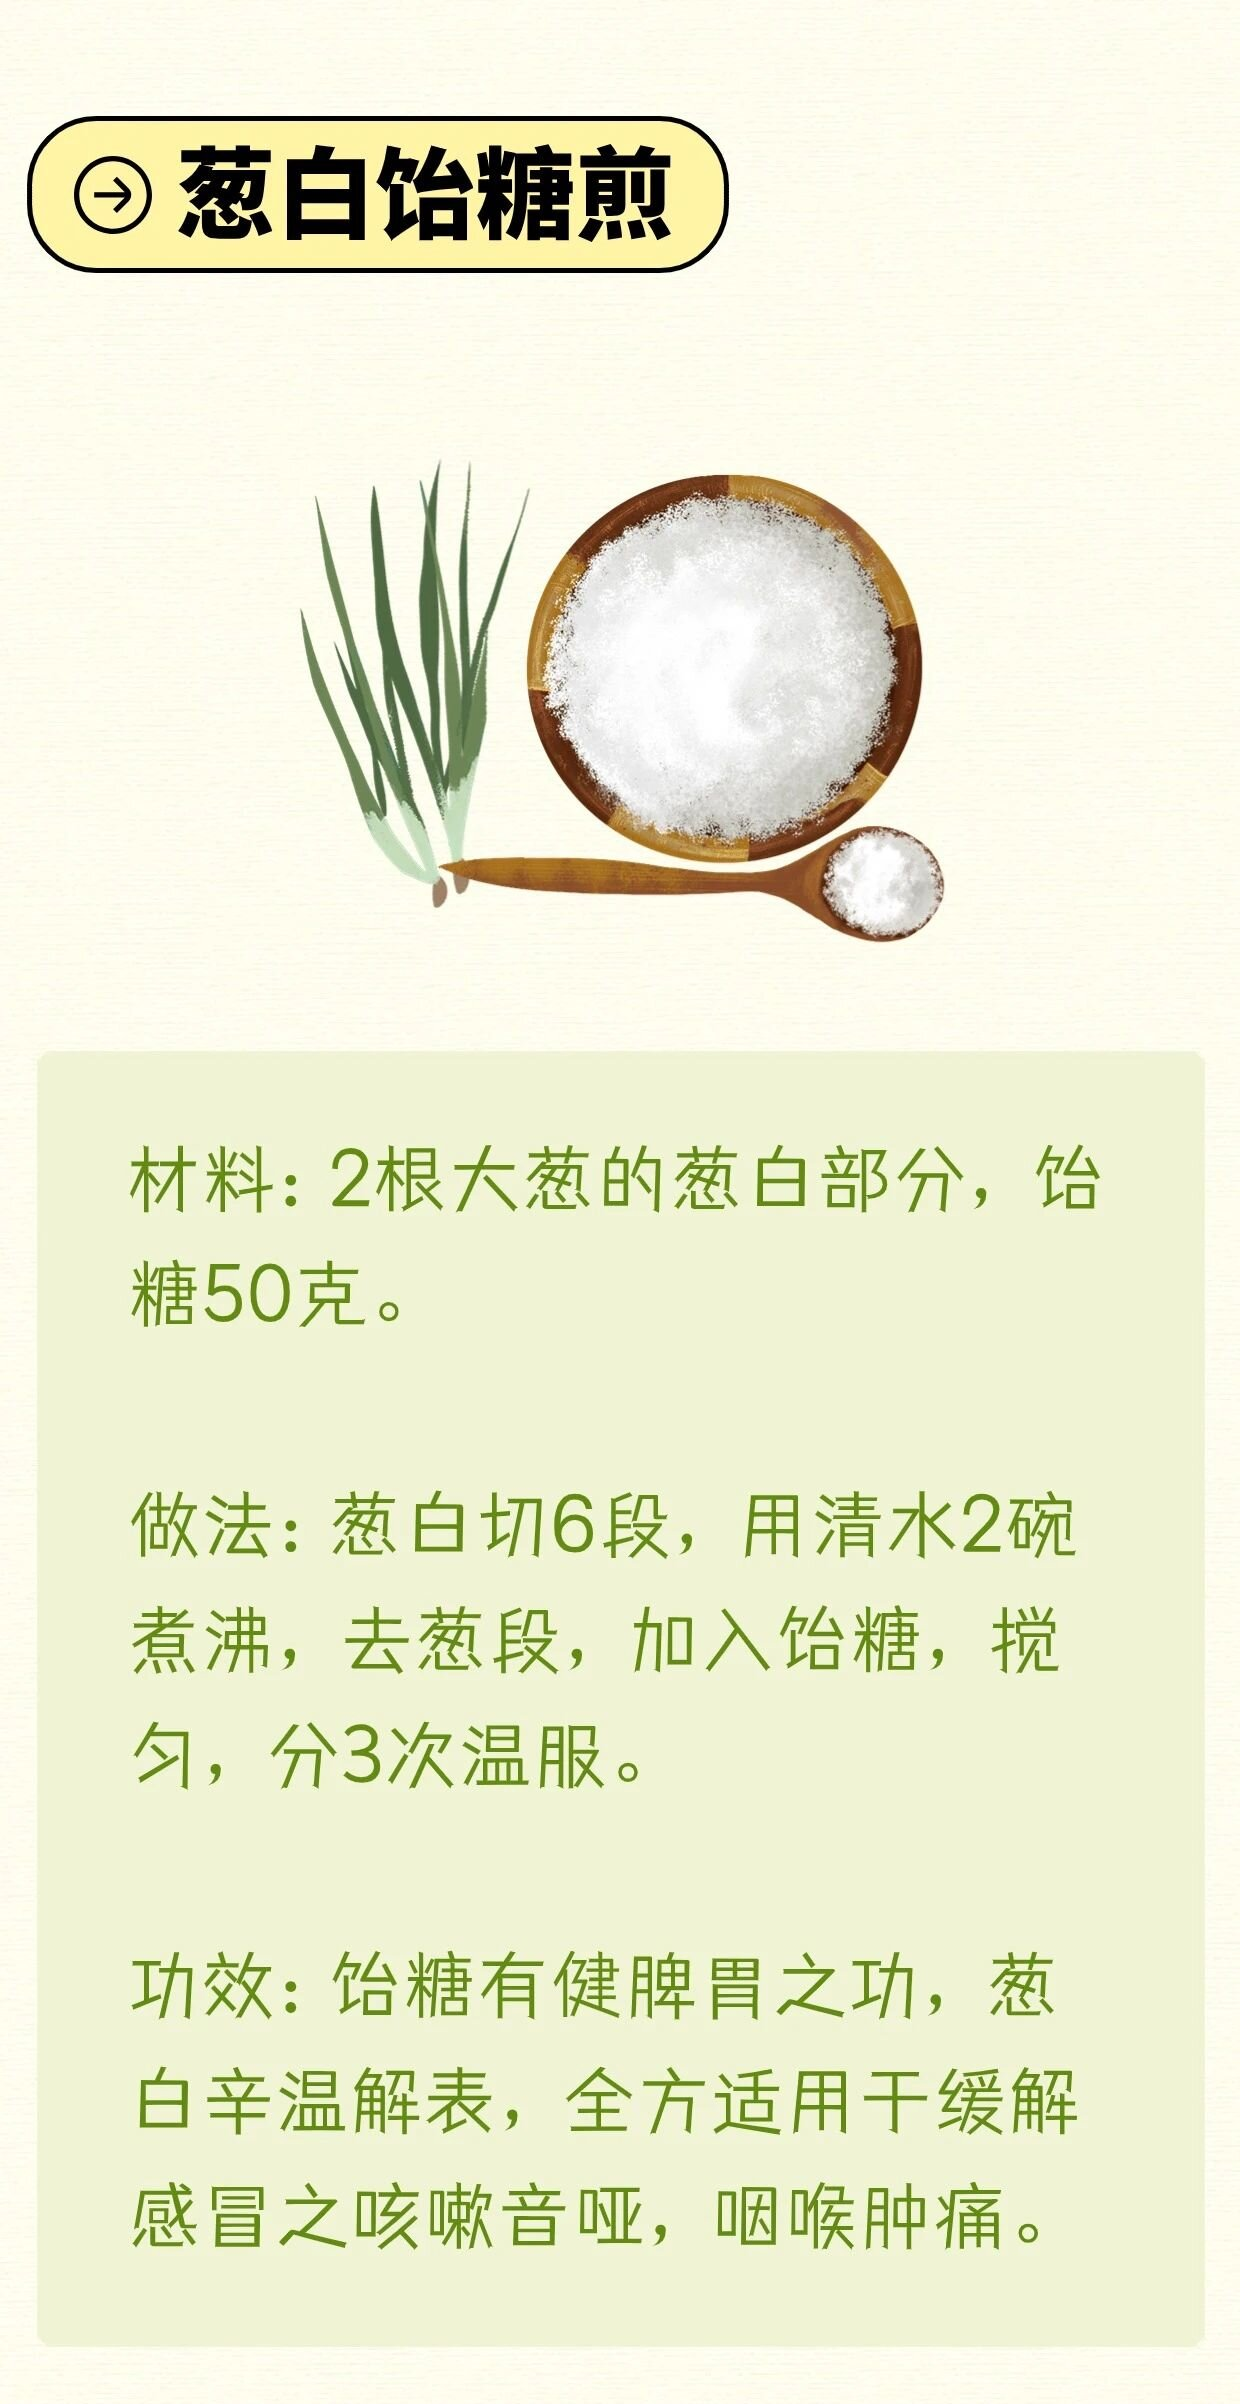 葱白饴糖煎
材料：2根大葱的葱白部分，饴
糖50克。
做法：葱白切6段，用清水2碗
煮沸，去葱段，加入饴糖，搅
匀，分3次温服。
功效：饴糖有健脾胃之功，葱
白辛温解表，全方适用于缓解
感冒之咳嗽音哑，咽喉肿痛。